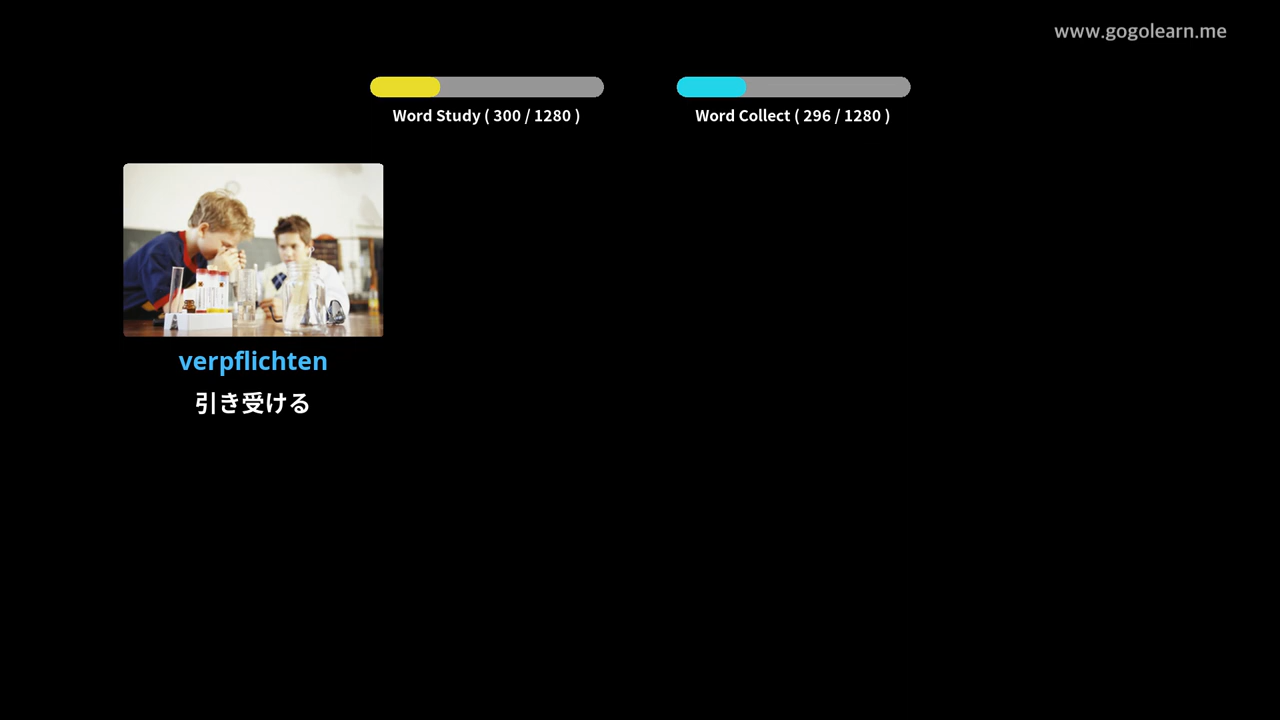 www.gogolearn.me
Word Study ( 300 / 1280 )
Word Collect ( 296 / 1280 )
verpflichten
引き受ける